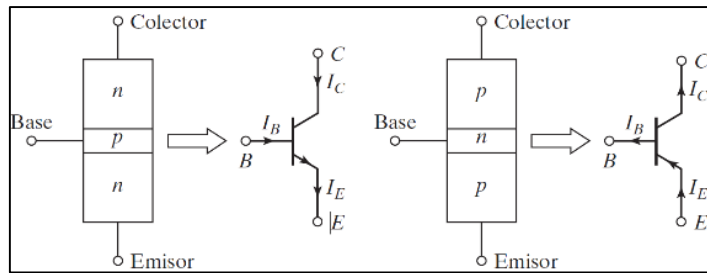 Colector
n
Base
p
n
Emisor
C
I_C
I_B
B
I_E
|E
Colector
p
Base
n
p
Emisor
C
I_C
I_B
B
I_E
E